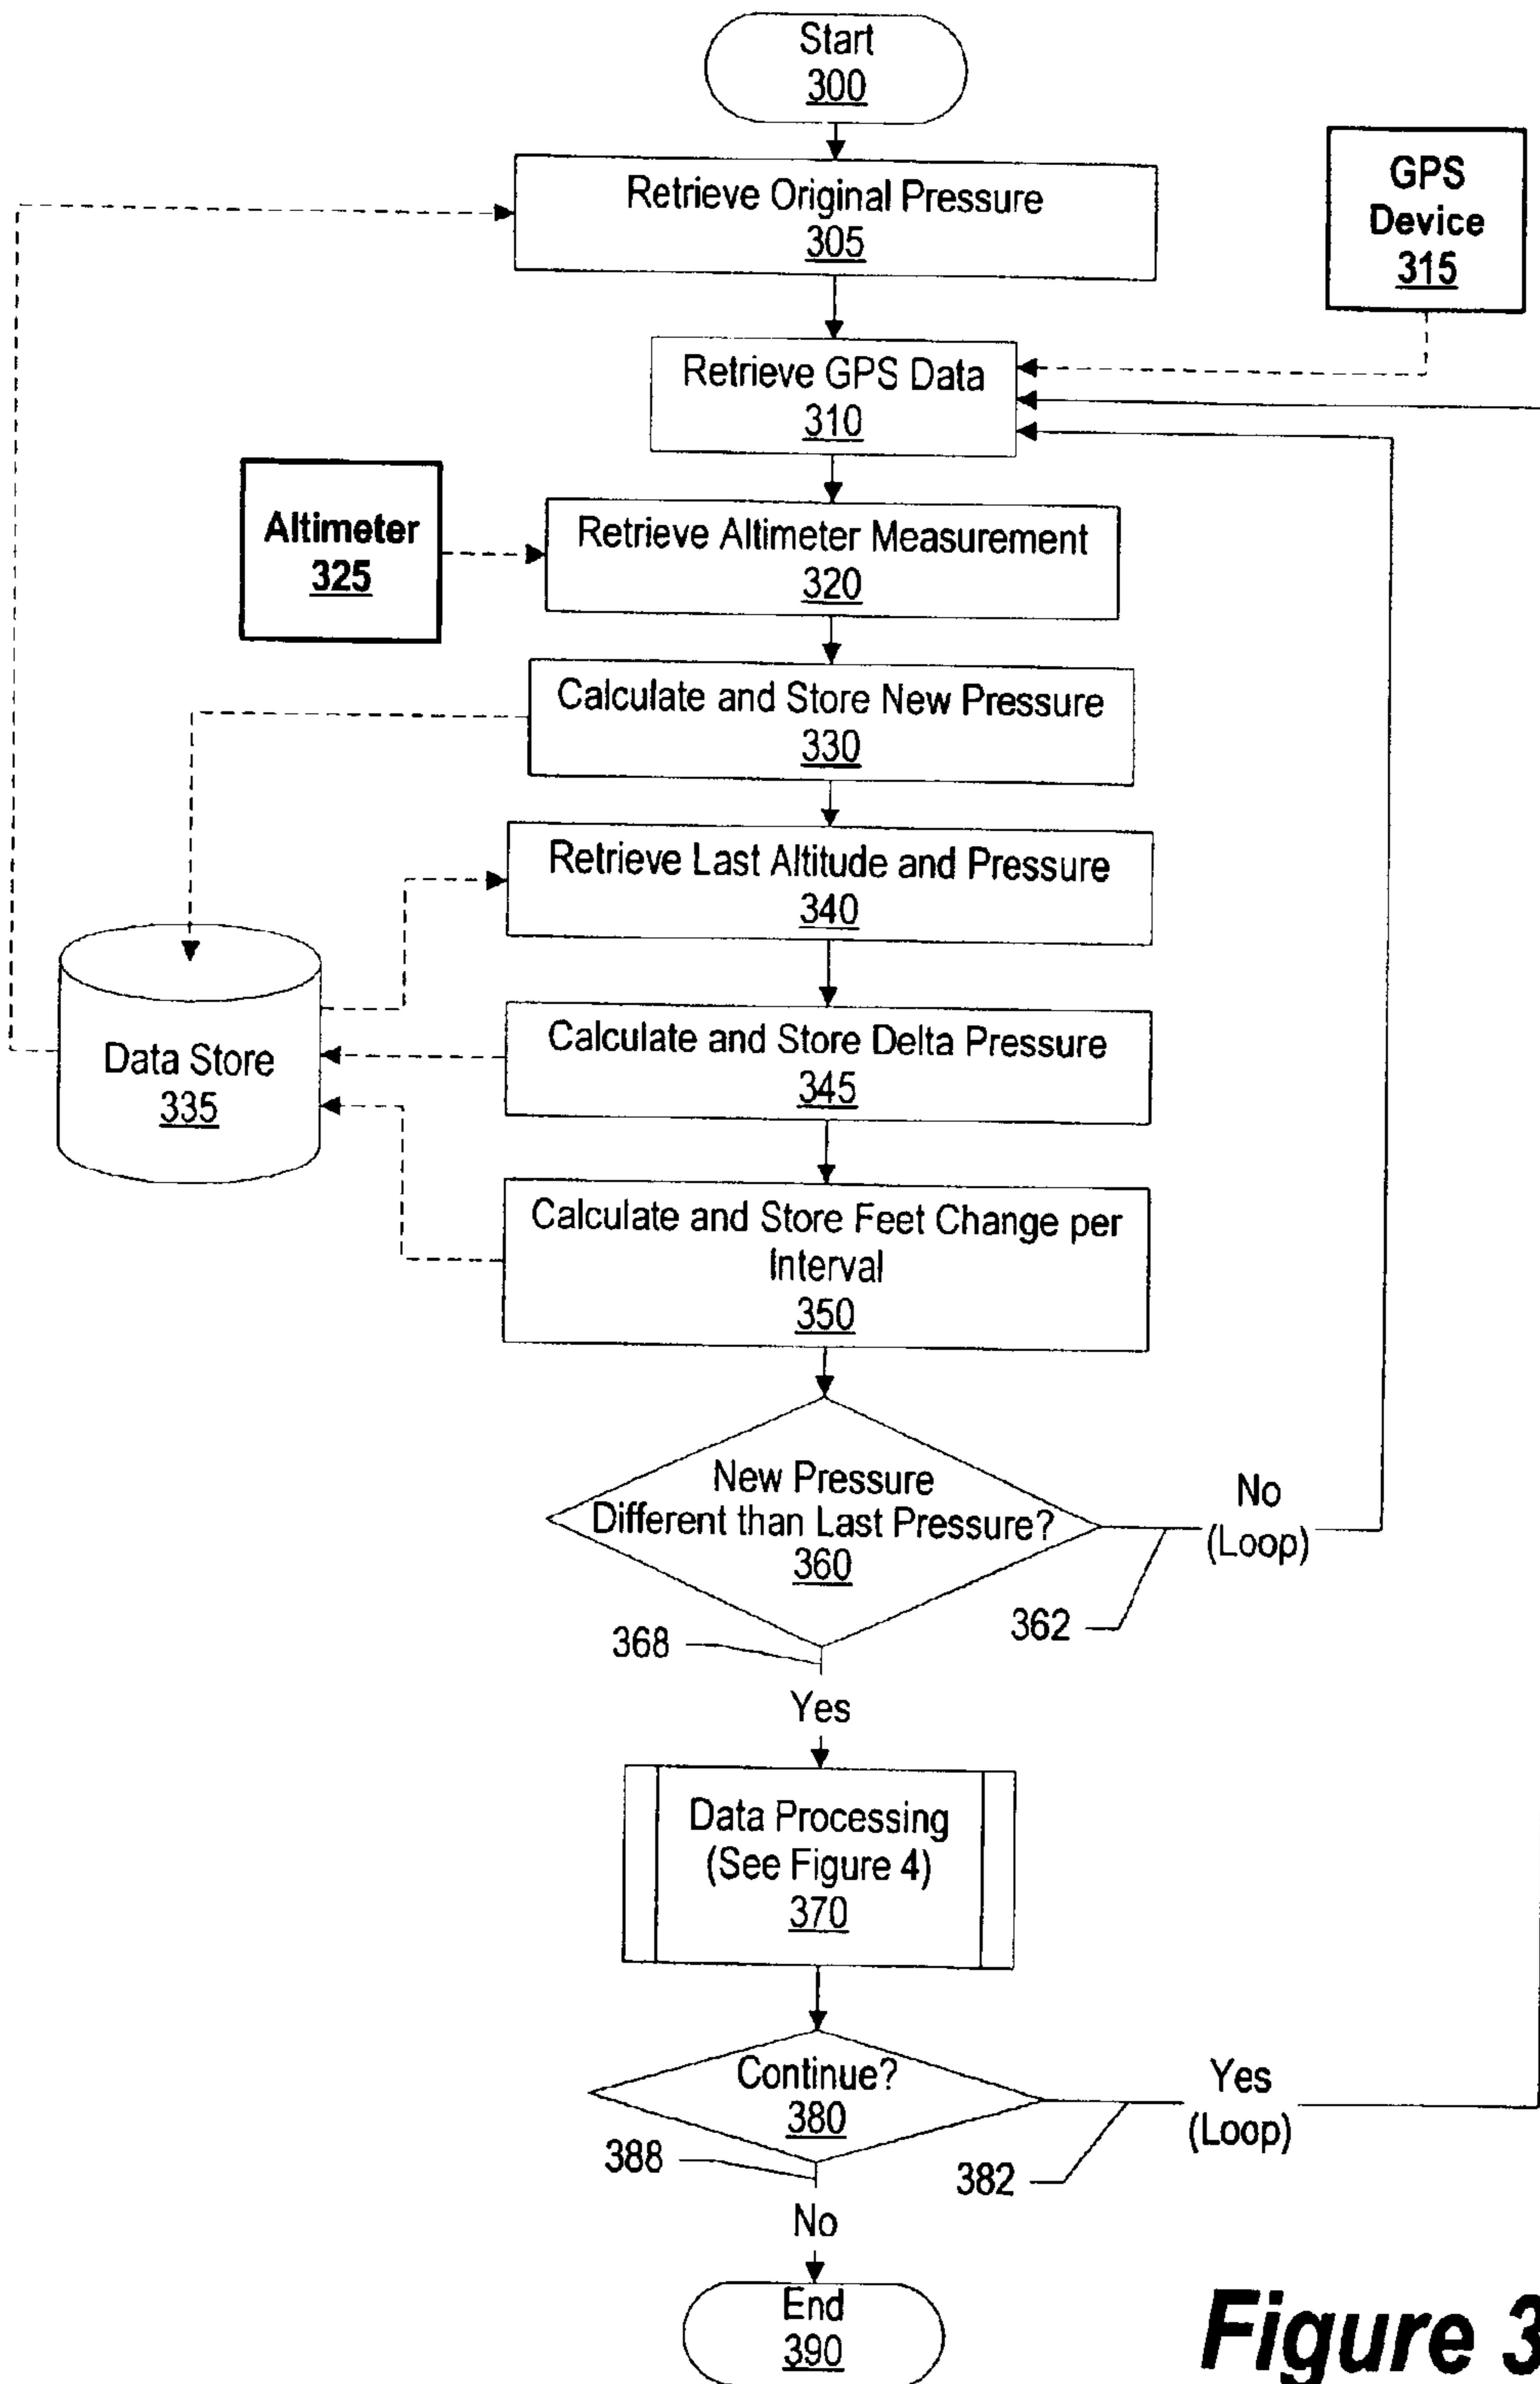 Start
300
Retrieve Original Pressure
305
GPS
Device
315
Retrieve GPS Data
310
Altimeter
325
Retrieve Altimeter Measurement
320
Calculate and Store New Pressure
330
Retrieve Last Altitude and Pressure
340
Data Store
335
Calculate and Store Delta Pressure
345
Calculate and Store Feet Change per
Interval
350
New Pressure
Different than Last Pressure?
360
No
(Loop)
362
368
Yes
Data Processing
(See Figure 4)
370
Continue?
380
Yes
(Loop)
382
388
No
End
390
Figure 3